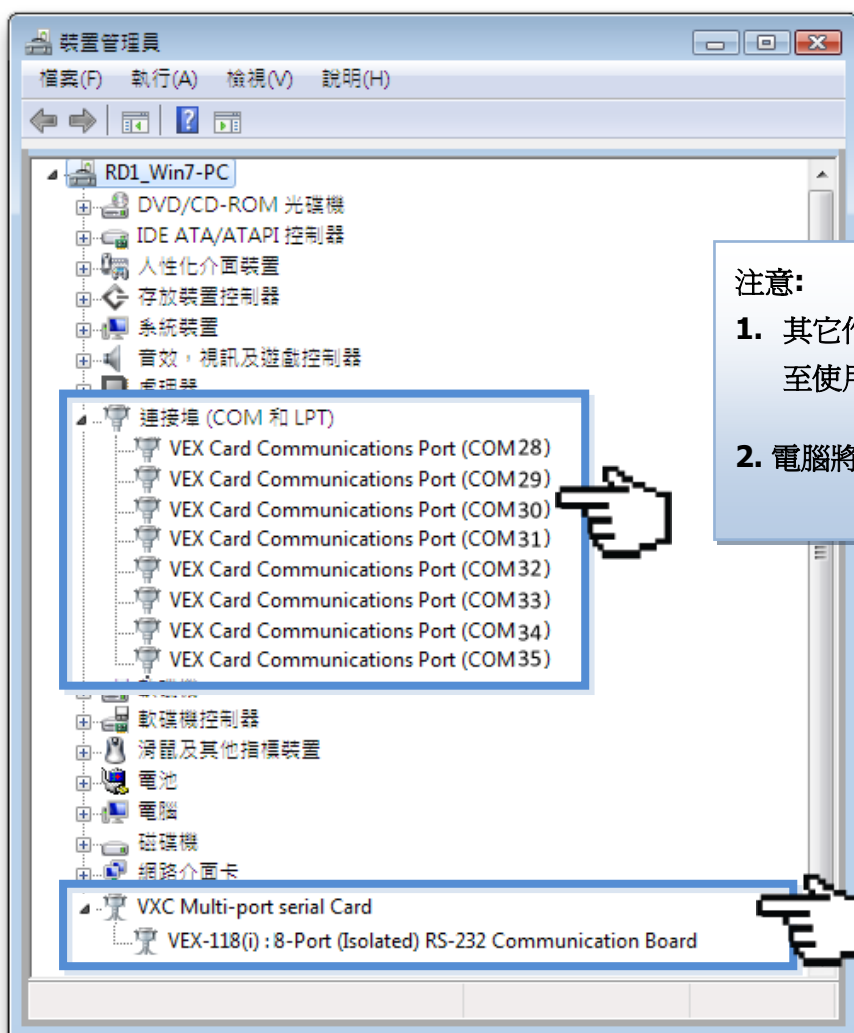 裝置管理員
檔案(F) 執行(A) 檢視(V) 說明(H)
RD1_Win7-PC
DVD/CD-ROM 光碟機
IDE ATA/ATAPI 控制器
人性化介面裝置
存放裝置控制器
系統裝置
音效，視訊及遊戲控制器
處理器
連接埠 (COM 和 LPT)
VEX Card Communications Port (COM28)
VEX Card Communications Port (COM29)
VEX Card Communications Port (COM30)
VEX Card Communications Port (COM31)
VEX Card Communications Port (COM32)
VEX Card Communications Port (COM33)
VEX Card Communications Port (COM34)
VEX Card Communications Port (COM35)
軟碟機控制器
滑鼠及其他指標裝置
電池
電腦
磁碟機
網路介面卡
VXC Multi-port serial Card
VEX-118(i) : 8-Port (Isolated) RS-232 Communication Board
注意:
1. 其它
至使
2. 電腦將